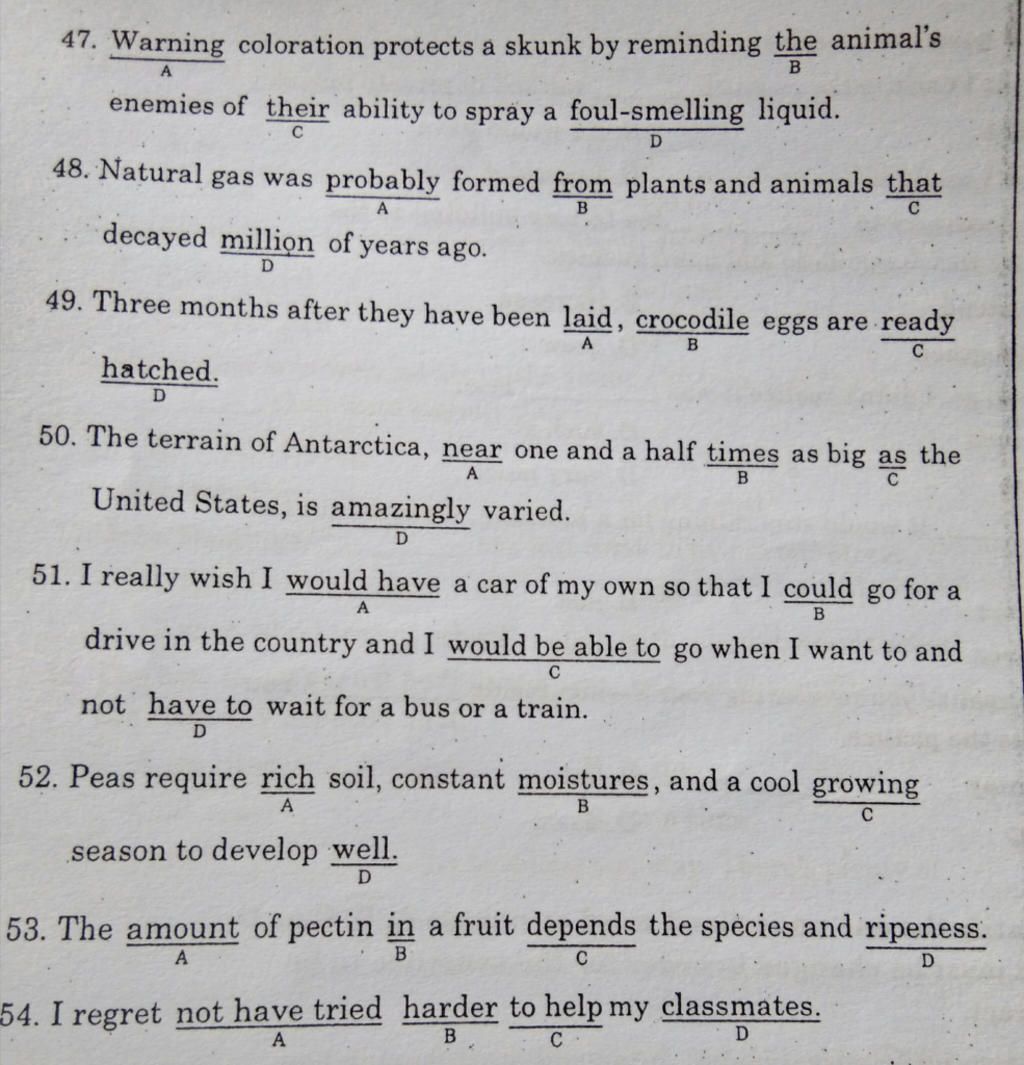 47. Warning coloration protects a skunk by reminding the animal's
A B
enemies of their ability to spray a foul-smelling liquid.
C D
48. Natural gas was probably formed from plants and animals that
A B C
decayed million of years ago.
D
49. Three months after they have been laid, crocodile eggs are ready
A B C
hatched.
D
50. The terrain of Antarctica, near one and a half times as big as the
A B C
United States, is amazingly varied.
D
51. I really wish I would have a car of my own so that I could go for a
A B
drive in the country and I would be able to go when I want to and
C
not have to wait for a bus or a train.
D
52. Peas require rich soil, constant moistures, and a cool growing
A B C
season to develop well.
D
53. The amount of pectin in a fruit depends the species and ripeness.
A B C D
54. I regret not have tried harder to help my classmates.
A B C D